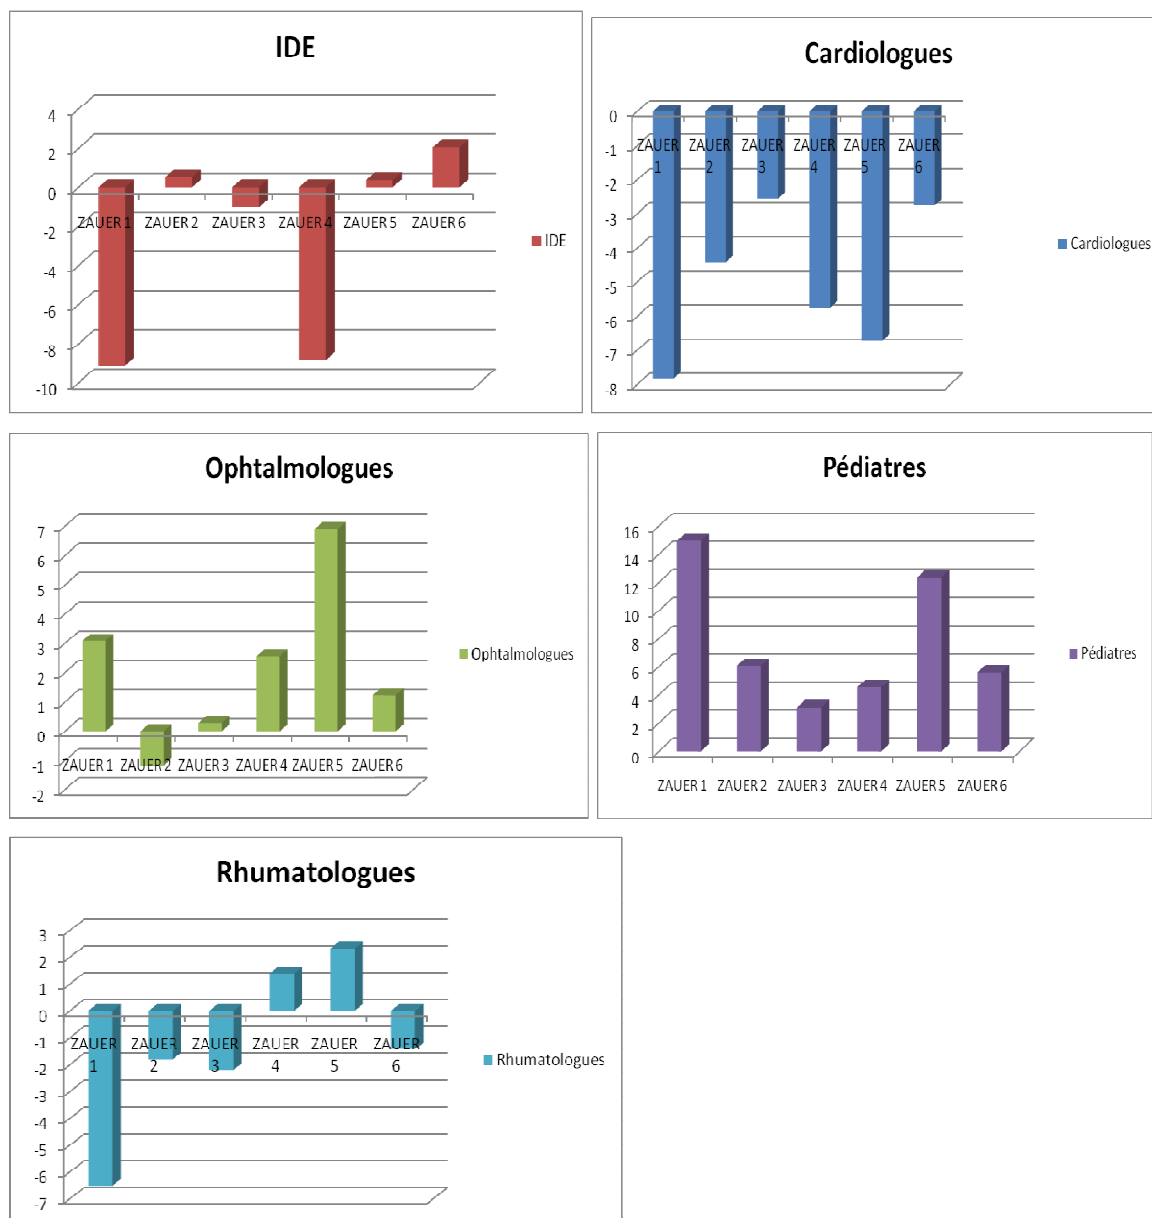 IDE
4
2
0
-2
-4
-6
-8
-10
ZAUER 1
ZAUER 2
ZAUER 3
ZAUER 4
ZAUER 5
ZAUER 6
IDE
Cardiologues
0
-1
-2
-3
-4
-5
-6
-7
-8
ZAUER
1
ZAUER
2
ZAUER
3
ZAUER
4
ZAUER
5
ZAUER
6
Cardiologues
Ophtalmologues
7
6
5
4
3
2
1
0
-1
-2
ZAUER 1
ZAUER 2
ZAUER 3
ZAUER 4
ZAUER 5
ZAUER 6
Ophtalmologues
Pédiatres
16
14
12
10
8
6
4
2
0
ZAUER 1
ZAUER 2
ZAUER 3
ZAUER 4
ZAUER 5
ZAUER 6
Pédiatres
Rhumatologues
3
2
1
0
-1
-2
-3
-4
-5
-6
-7
ZAUER
1
ZAUER
2
ZAUER
3
ZAUER
4
ZAUER
5
ZAUER
6
Rhumatologues